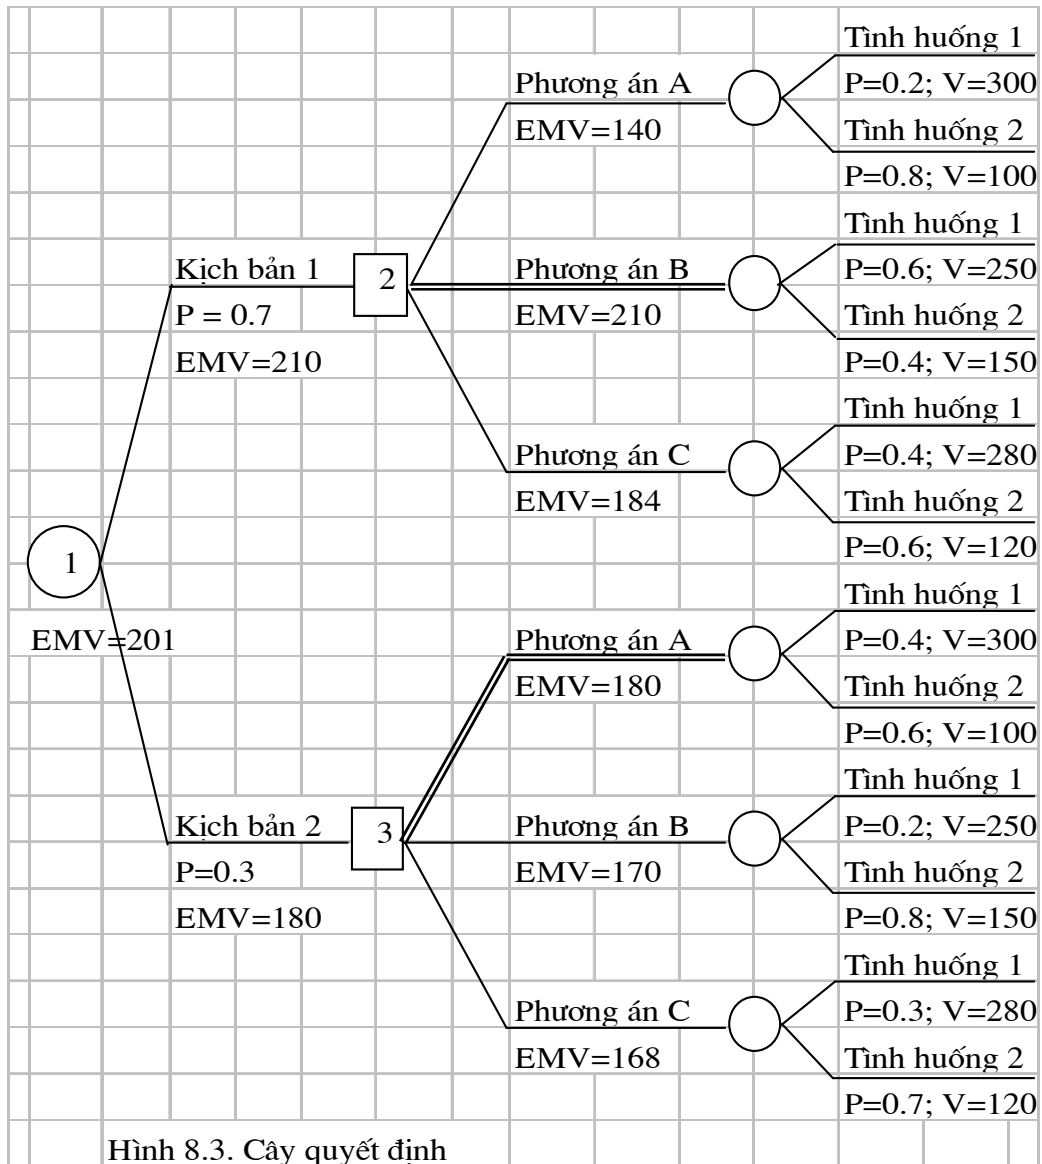 Tình huống 1
Phương án A
P=0.2; V=300
EMV=140
Tình huống 2
P=0.8; V=100
Tình huống 1
Kịch bản 1
2
Phương án B
P=0.6; V=250
P = 0.7
EMV=210
Tình huống 2
EMV=210
P=0.4; V=150
Tình huống 1
Phương án C
P=0.4; V=280
EMV=184
Tình huống 2
P=0.6; V=120
1
Tình huống 1
EMV=201
Phương án A
P=0.4; V=300
EMV=180
Tình huống 2
P=0.6; V=100
Tình huống 1
Kịch bản 2
3
Phương án B
P=0.2; V=250
P=0.3
EMV=170
Tình huống 2
EMV=180
P=0.8; V=150
Tình huống 1
Phương án C
P=0.3; V=280
EMV=168
Tình huống 2
P=0.7; V=120
Hình 8.3. Cây quyết định